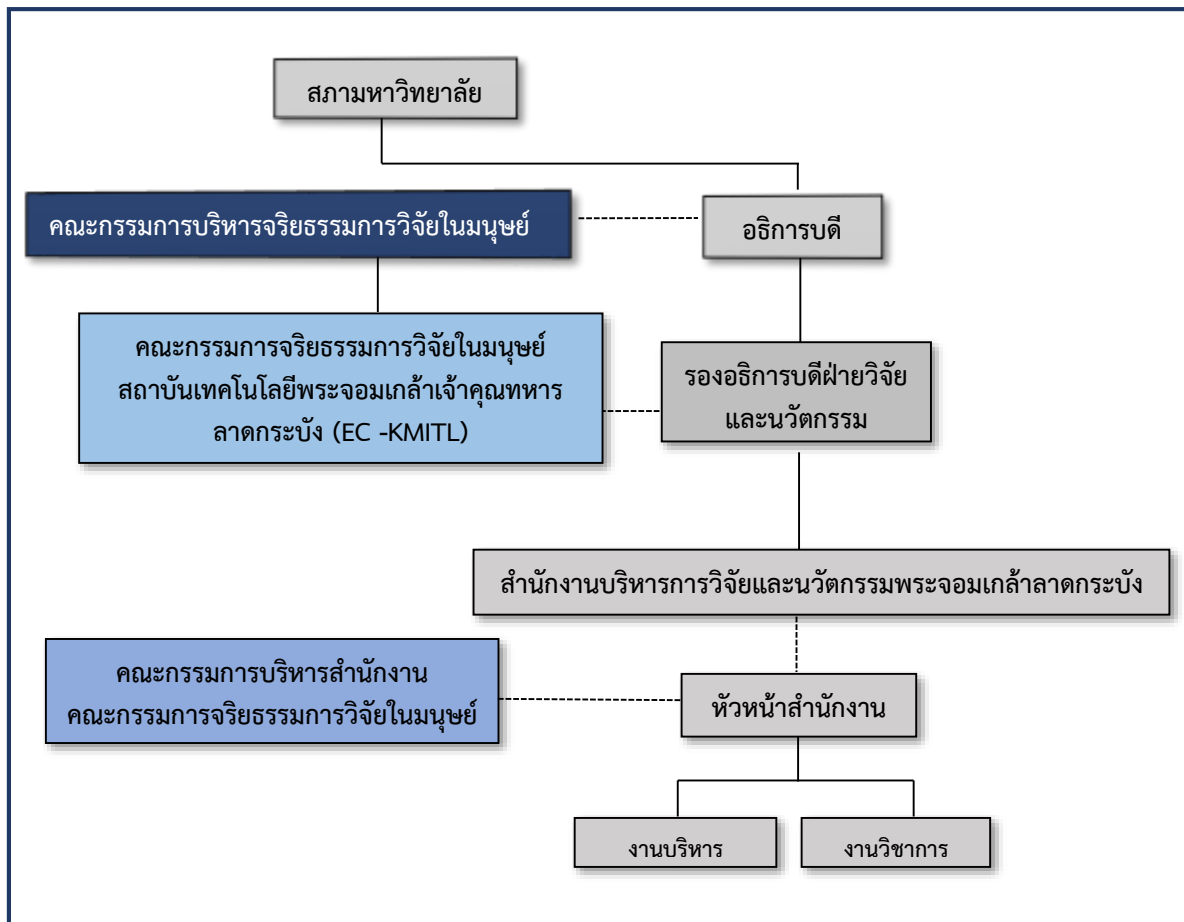 สภามหาวิทยาลัย
คณะกรรมการบริหารจริยธรรมการวิจัยในมนุษย์
อธิการบดี
คณะกรรมการจริยธรรมการวิจัยในมนุษย์
สถาบันเทคโนโลยีพระจอมเกล้าเจ้าคุณทหาร
ลาดกระบัง (EC -KMITL)
รองอธิการบดีฝ่ายวิจัย
และนวัตกรรม
สำนักงานบริหารการวิจัยและนวัตกรรมพระจอมเกล้าลาดกระบัง
คณะกรรมการบริหารสำนักงาน
คณะกรรมการจริยธรรมการวิจัยในมนุษย์
หัวหน้าสำนักงาน
งานบริหาร
งานวิชาการ